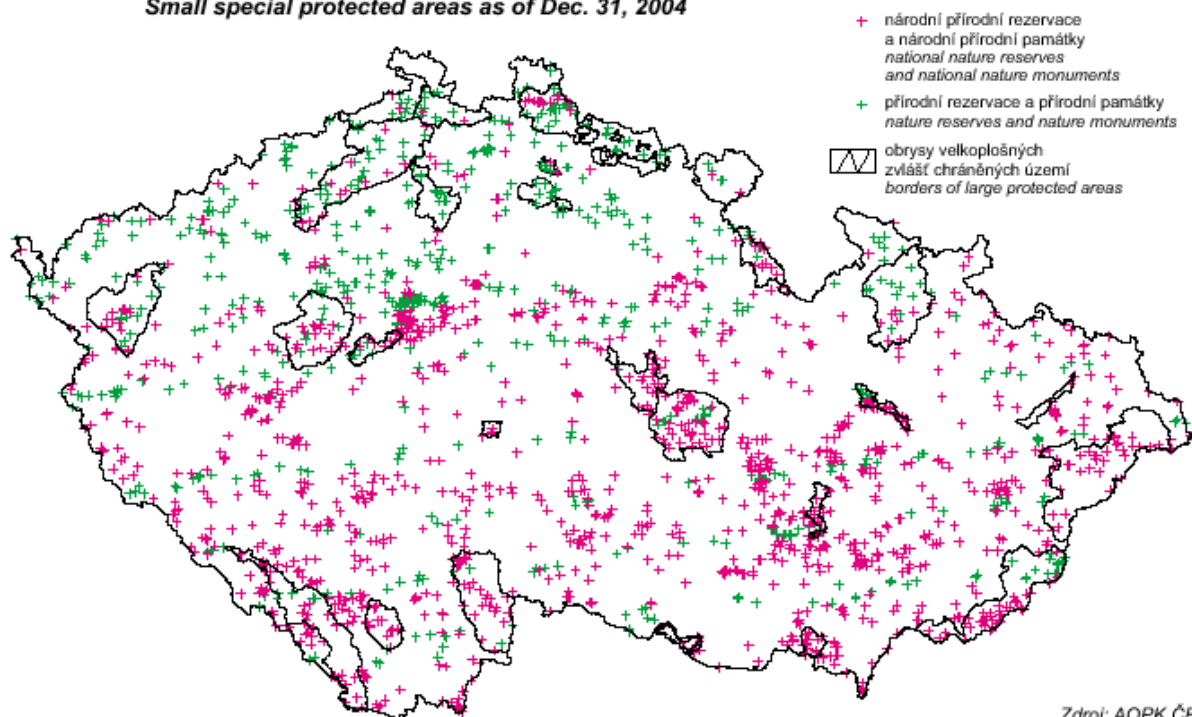 Small special protected areas as of Dec. 31, 2004
národní přírodní rezervace
a národní přírodní památky
national nature reserves
and national nature monuments
přírodní rezervace a přírodní památky
nature reserves and nature monuments
obrysy velkoplošných
zvlášť chráněných území
borders of large protected areas
Zdroj: AOPK ČR